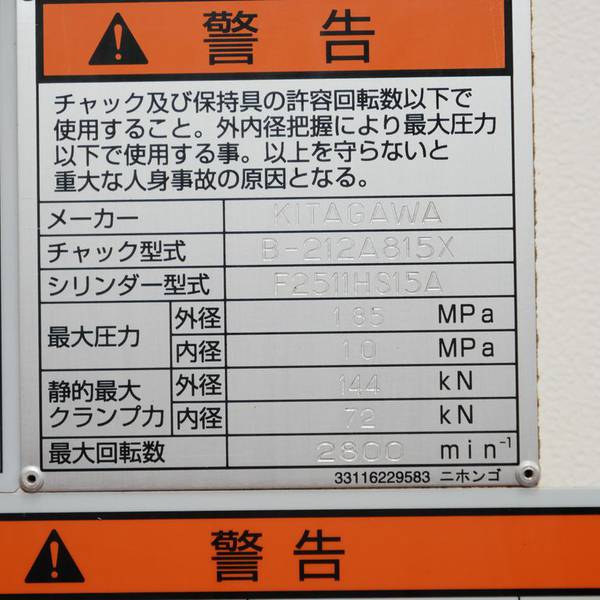 警告
チャック及び保持具の許容回転数以下で
使用すること。外内径把握により最大圧力
以下で使用する事。以上を守らないと
重大な人身事故の原因となる。
メーカー KITAGAWA
チャック型式 B-212A815X
シリンダー型式 F2511HS15A
最大圧力 外径 1.85 MPa
内径 1.0 MPa
静的最大クランプ力 外径 144 kN
内径 72 kN
最大回転数 2800 min⁻¹
33116229583 ニホンゴ
警告